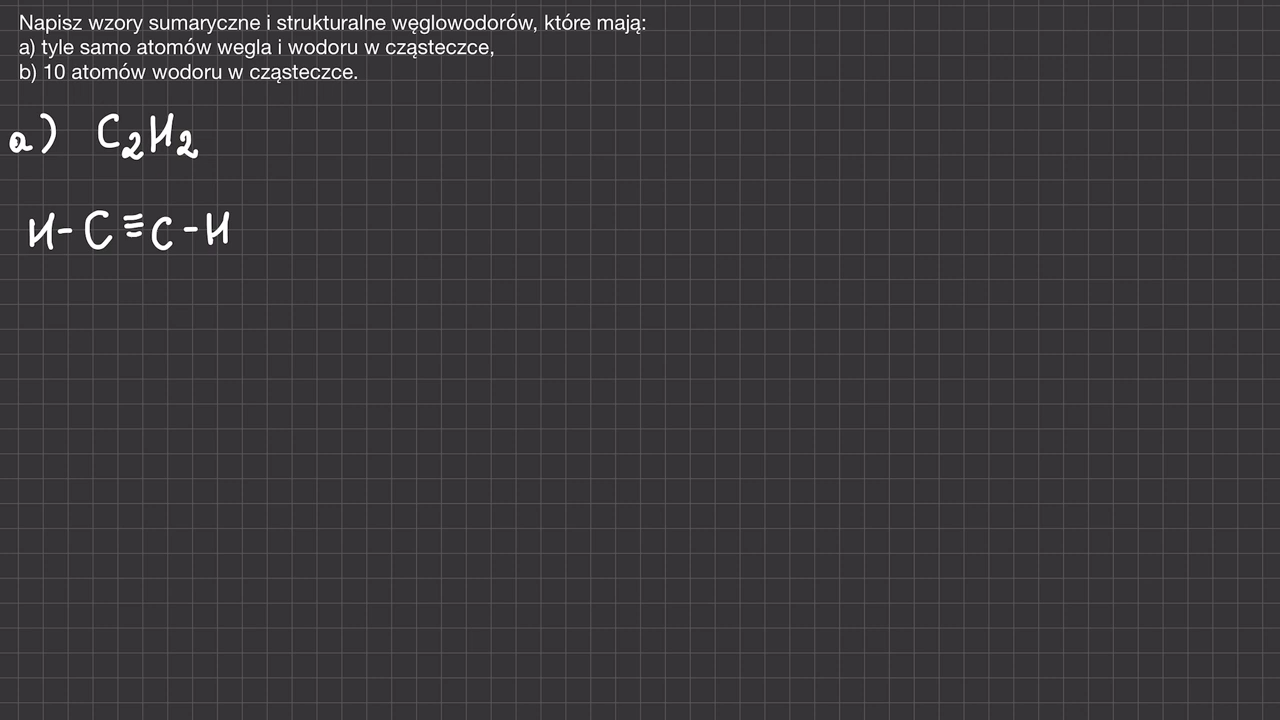 Napisz wzory sumaryczne i strukturalne węglowodorów, które mają:
a) tyle samo atomów wegla i wodoru w cząsteczce,
b) 10 atomów wodoru w cząsteczce.
a) C₂H₂
H-C≡C-H